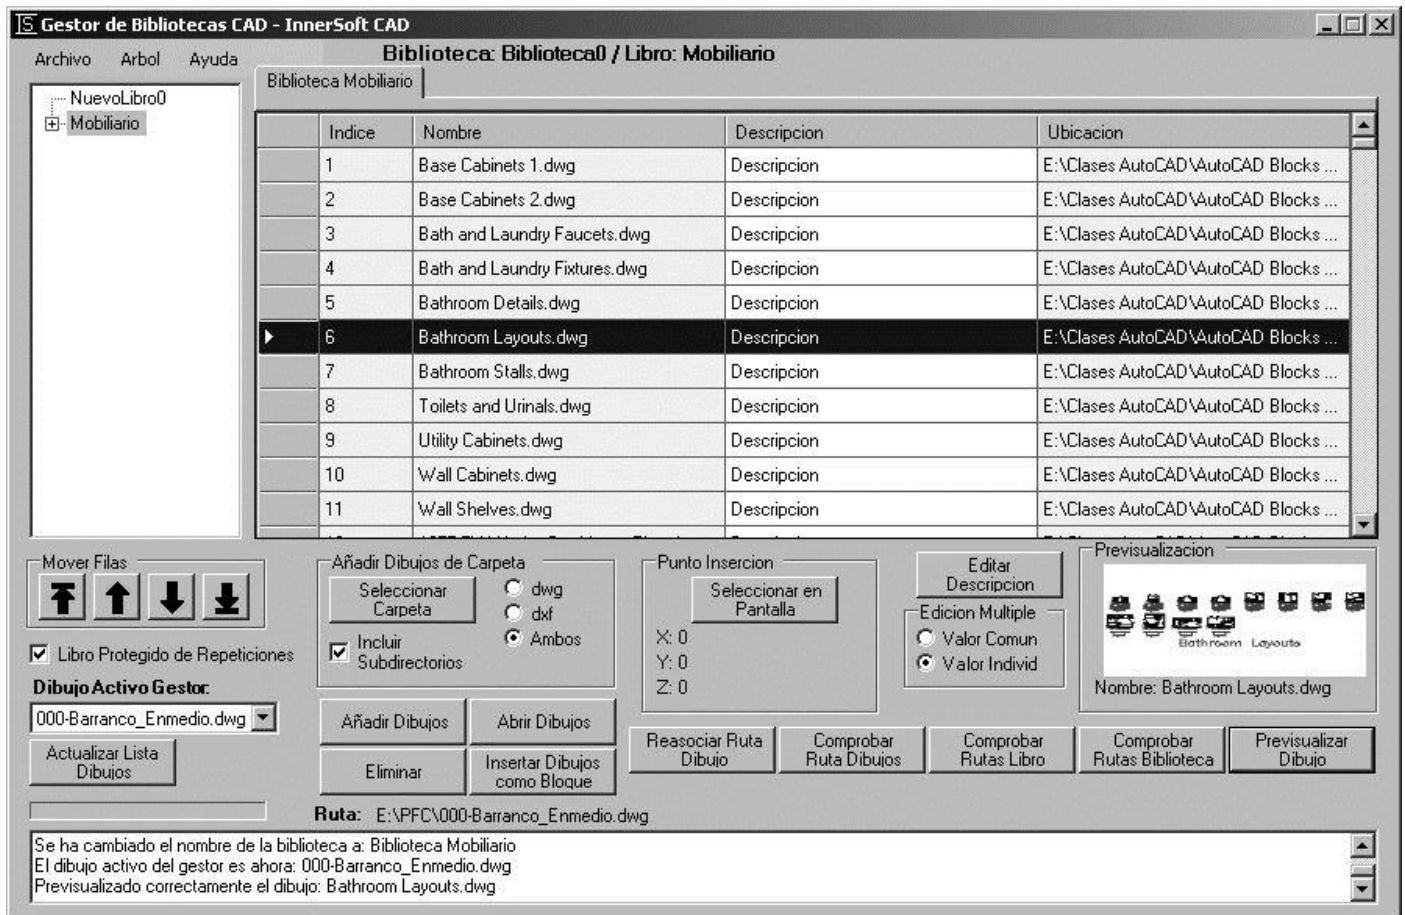 Gestor de Bibliotecas CAD - InnerSoft CAD
Archivo Arbol Ayuda
Biblioteca: Biblioteca0 / Libro: Mobiliario
NuevoLibro0
Mobiliario
Biblioteca Mobiliario
Indice Nombre Descripcion Ubicacion
1 Base Cabinets 1.dwg Descripcion E:\Clases AutoCAD\AutoCAD Blocks ...
2 Base Cabinets 2.dwg Descripcion E:\Clases AutoCAD\AutoCAD Blocks ...
3 Bath and Laundry Faucets.dwg Descripcion E:\Clases AutoCAD\AutoCAD Blocks ...
4 Bath and Laundry Fixtures.dwg Descripcion E:\Clases AutoCAD\AutoCAD Blocks ...
5 Bathroom Details.dwg Descripcion E:\Clases AutoCAD\AutoCAD Blocks ...
6 Bathroom Layouts.dwg Descripcion E:\Clases AutoCAD\AutoCAD Blocks ...
7 Bathroom Stalls.dwg Descripcion E:\Clases AutoCAD\AutoCAD Blocks ...
8 Toilets and Urinals.dwg Descripcion E:\Clases AutoCAD\AutoCAD Blocks ...
9 Utility Cabinets.dwg Descripcion E:\Clases AutoCAD\AutoCAD Blocks ...
10 Wall Cabinets.dwg Descripcion E:\Clases AutoCAD\AutoCAD Blocks ...
11 Wall Shelves.dwg Descripcion E:\Clases AutoCAD\AutoCAD Blocks ...
Mover Filas
Libro Protegido de Repeticiones
Dibujo Activo Gestor:
000-Barranco_Enmedio.dwg
Actualizar Lista
Dibujos
Añadir Dibujos de Carpeta
Seleccionar
Carpeta
dwg
dxf
Ambos
Incluir
Subdirectorios
Añadir Dibujos
Abrir Dibujos
Eliminar
Insertar Dibujos
como Bloque
Punto Insercion
Seleccionar en
Pantalla
X: 0
Y: 0
Z: 0
Editar
Descripcion
Edicion Multiple
Valor Comun
Valor Individ
Previsualizacion
Bathroom Layouts
Nombre: Bathroom Layouts.dwg
Reasociar Ruta
Dibujo
Comprobar
Ruta Dibujos
Comprobar
Rutas Libro
Comprobar
Rutas Biblioteca
Previsualizar
Dibujo
Ruta: E:\PFC\000-Barranco_Enmedio.dwg
Se ha cambiado el nombre de la biblioteca a: Biblioteca Mobiliario
El dibujo activo del gestor es ahora: 000-Barranco_Enmedio.dwg
Previsualizado correctamente el dibujo: Bathroom Layouts.dwg